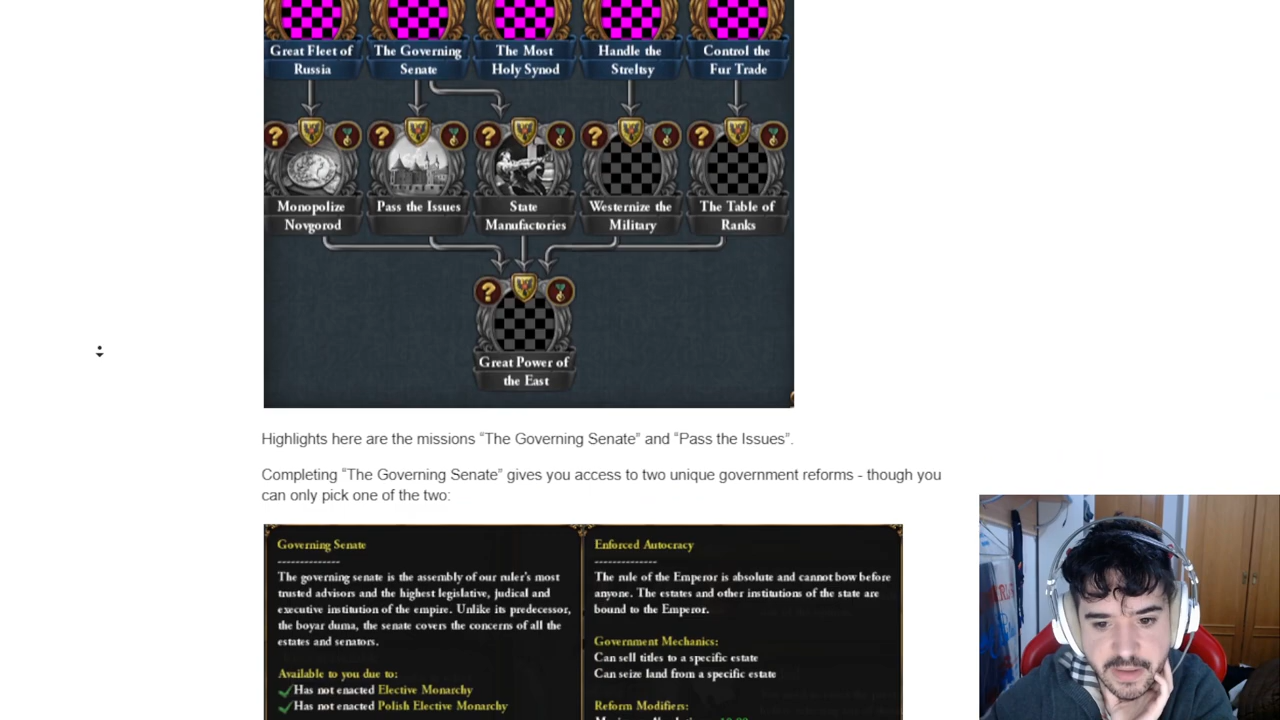 Great Fleet of
Russia
The Governing
Senate
The Most
Holy Synod
Handle the
Streltsy
Control the
Fur Trade
Monopolize
Novgorod
Pass the Issues
State
Manufactories
Westernize the
Military
The Table of
Ranks
Great Power of
the East
Highlights here are the missions “The Governing Senate” and “Pass the Issues”.
Completing “The Governing Senate” gives you access to two unique government reforms - though you
can only pick one of the two:
Governing Senate
--------------
The governing senate is the assembly of our ruler's most
trusted advisors and the highest legislative, judical and
executive institution of the empire. Unlike its predecessor,
the boyar duma, the senate covers the concerns of all the
estates and senators.
Available to you due to:
Has not enacted Elective Monarchy
Has not enacted Polish Elective Monarchy
Enforced Autocracy
--------------
The rule of the Emperor is absolute and cannot bow before
anyone. The estates and other institutions of the state are
bound to the Emperor.
Government Mechanics:
Can sell titles to a specific estate
Can seize land from a specific estate
Reform Modifiers: